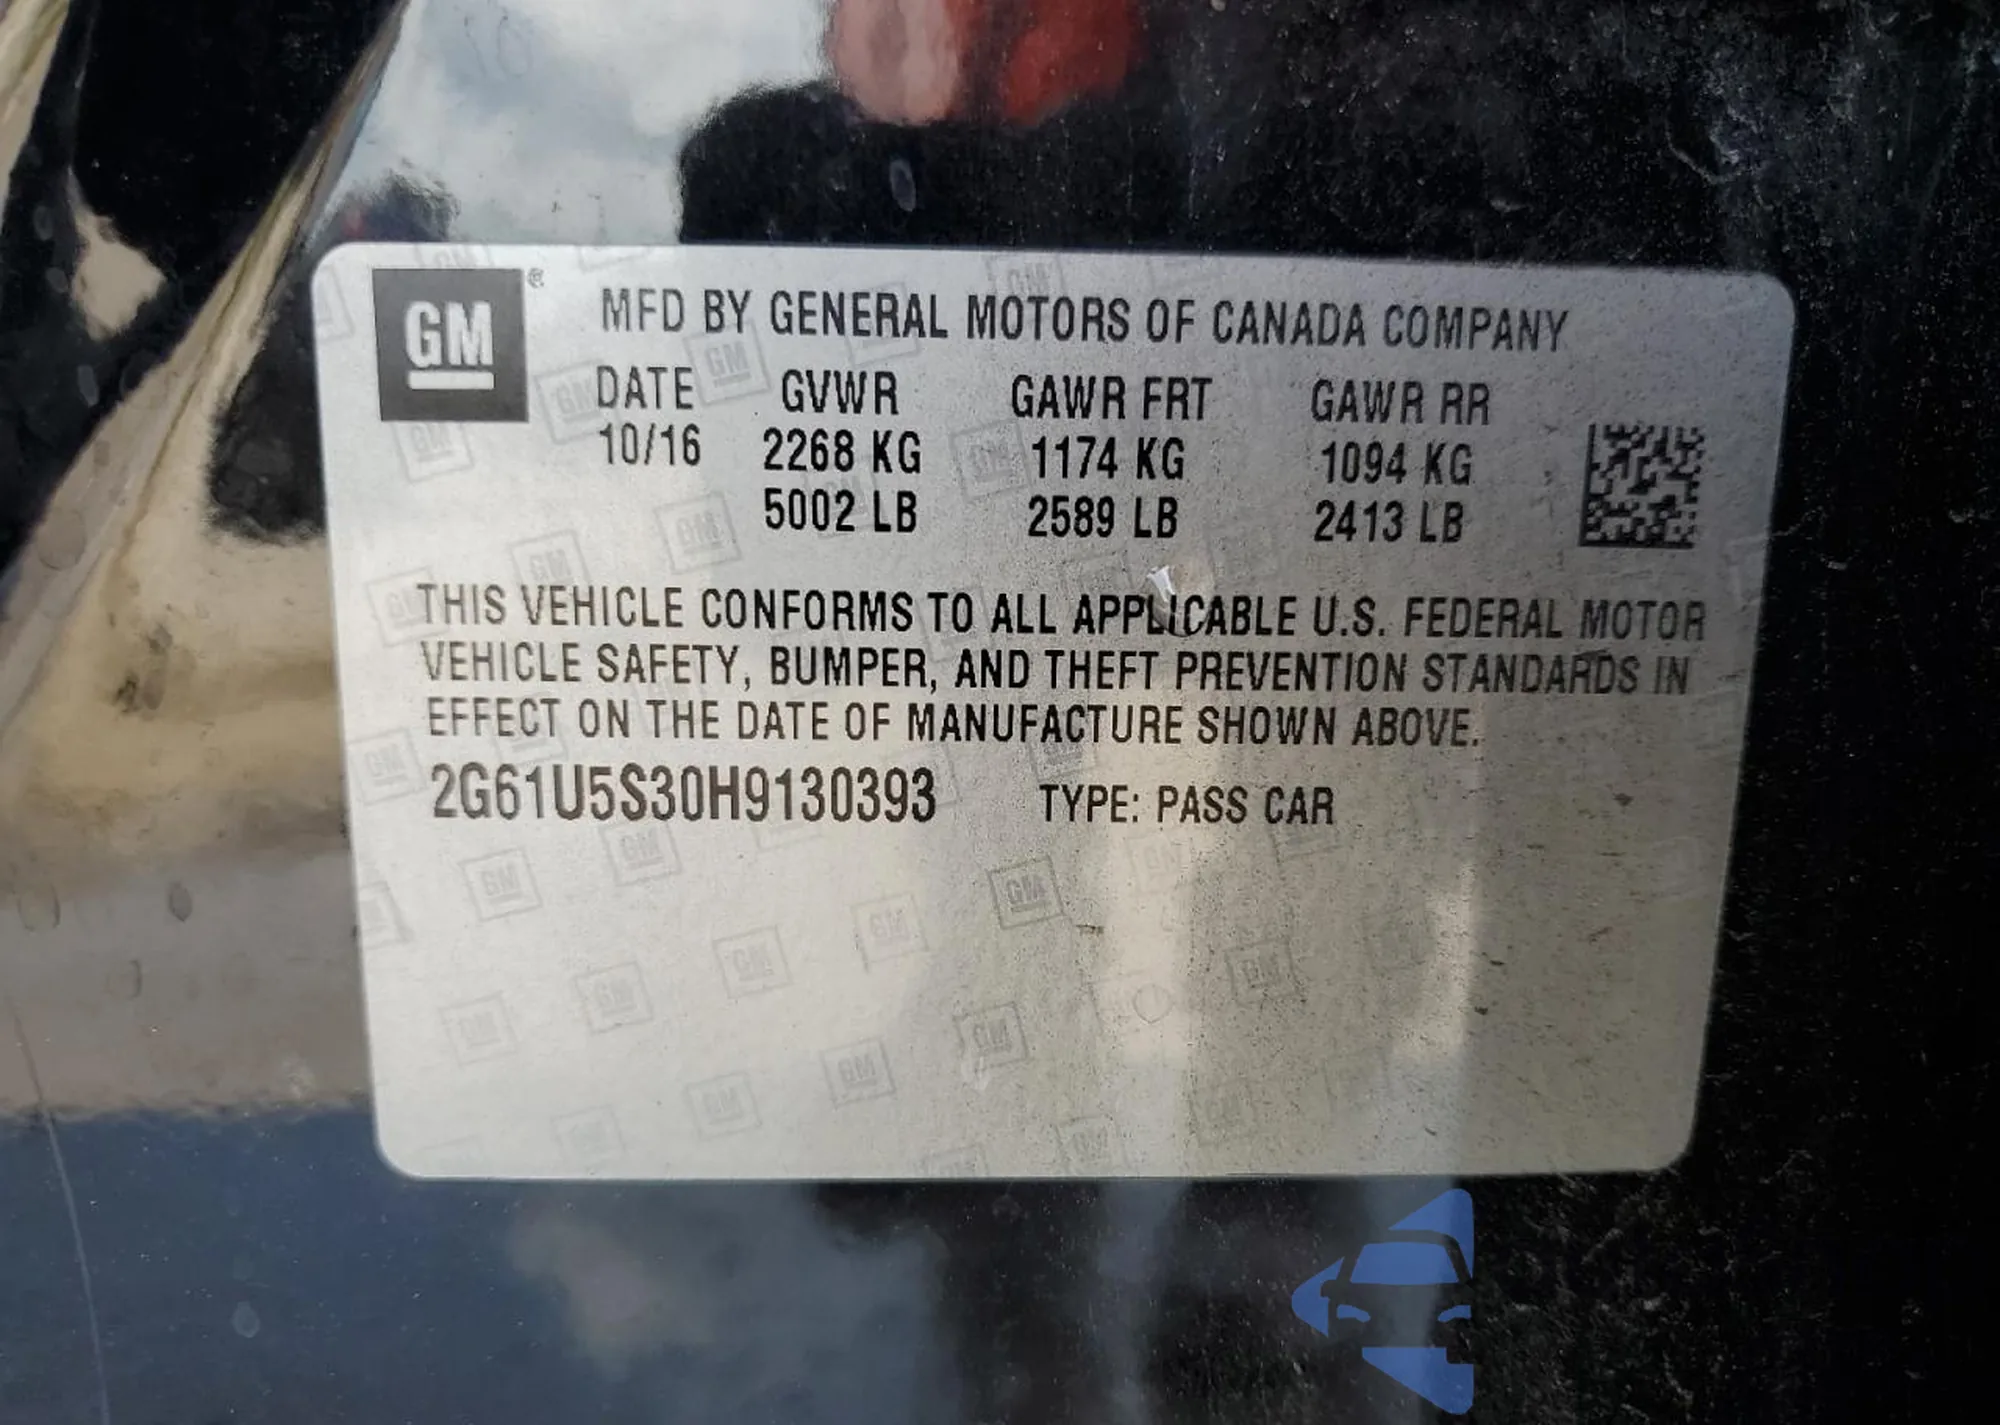 GM®
MFD BY GENERAL MOTORS OF CANADA COMPANY
DATE GVWR GAWR FRT GAWR RR
10/16 2268 KG 1174 KG 1094 KG
5002 LB 2589 LB 2413 LB
THIS VEHICLE CONFORMS TO ALL APPLICABLE U.S. FEDERAL MOTOR
VEHICLE SAFETY, BUMPER, AND THEFT PREVENTION STANDARDS IN
EFFECT ON THE DATE OF MANUFACTURE SHOWN ABOVE.
2G61U5S30H9130393 TYPE: PASS CAR